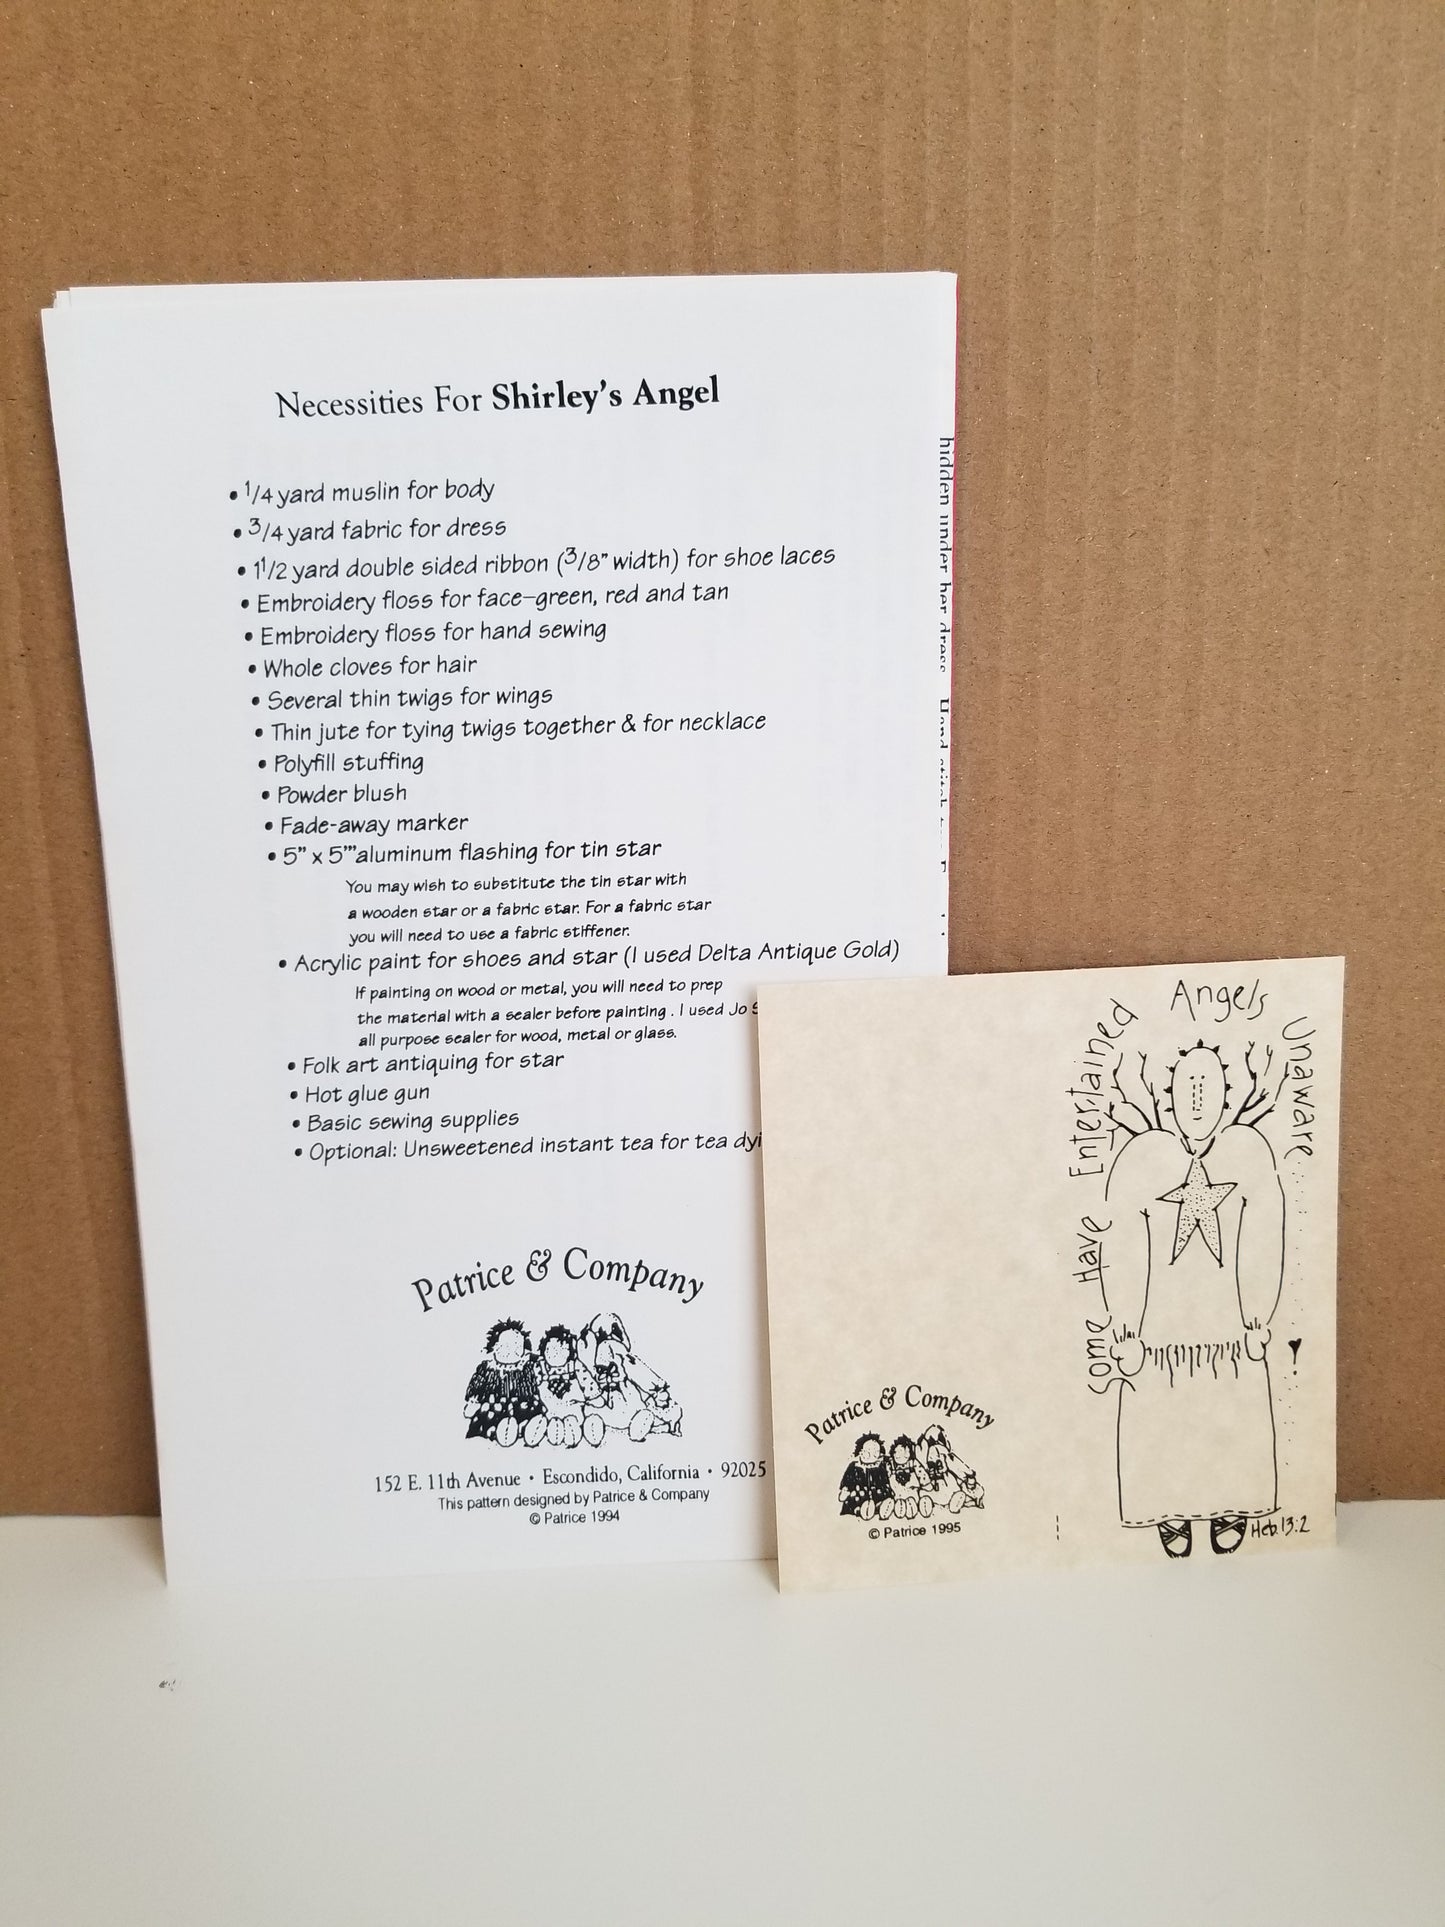 Necessities For Shirley's Angel
• 1/4 yard muslin for body
• 3/4 yard fabric for dress
• 1 1/2 yard double sided ribbon (3/8" width) for shoe laces
• Embroidery floss for face–green, red and tan
• Embroidery floss for hand sewing
• Whole cloves for hair
• Several thin twigs for wings
• Thin jute for tying twigs together & for necklace
• Polyfill stuffing
• Powder blush
• Fade-away marker
• 5" x 5'"aluminum flashing for tin star
You may wish to substitute the tin star with
a wooden star or a fabric star. For a fabric star
you will need to use a fabric stiffener.
• Acrylic paint for shoes and star (I used Delta Antique Gold)
If painting on wood or metal, you will need to prep
the material with a sealer before painting . I used Jo S
all purpose sealer for wood, metal or glass.
• Folk art antiquing for star
• Hot glue gun
• Basic sewing supplies
• Optional: Unsweetened instant tea for tea dyi
Patrice & Company
152 E. 11th Avenue • Escondido, California • 92025
This pattern designed by Patrice & Company
© Patrice 1994
hidden under her dress. Hand stitch
Some Have Entertained Angels Unaware....!
Heb. 13:2
Patrice & Company
© Patrice 1995